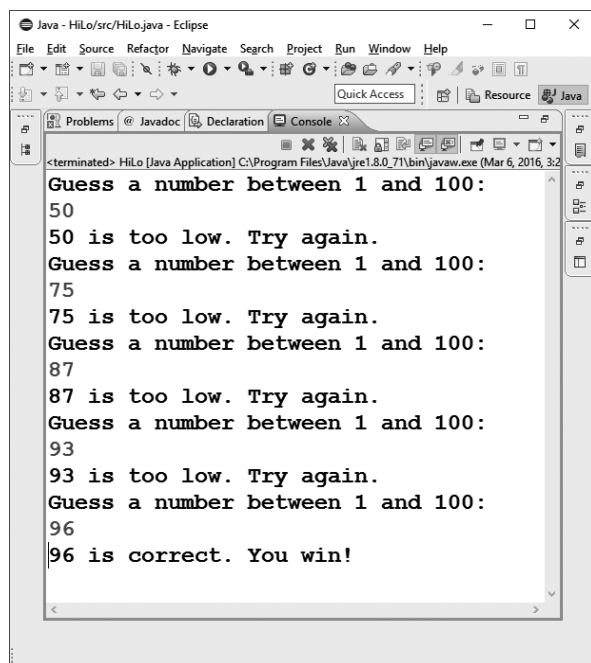 Java - HiLo/src/HiLo.java - Eclipse
File Edit Source Refactor Navigate Search Project Run Window Help
Quick Access Resource Java
Problems @ Javadoc Declaration Console
<terminated> HiLo [Java Application] C:\Program Files\Java\jre1.8.0_71\bin\javaw.exe (Mar 6, 2016, 3:2
Guess a number between 1 and 100:
50
50 is too low. Try again.
Guess a number between 1 and 100:
75
75 is too low. Try again.
Guess a number between 1 and 100:
87
87 is too low. Try again.
Guess a number between 1 and 100:
93
93 is too low. Try again.
Guess a number between 1 and 100:
96
96 is correct. You win!